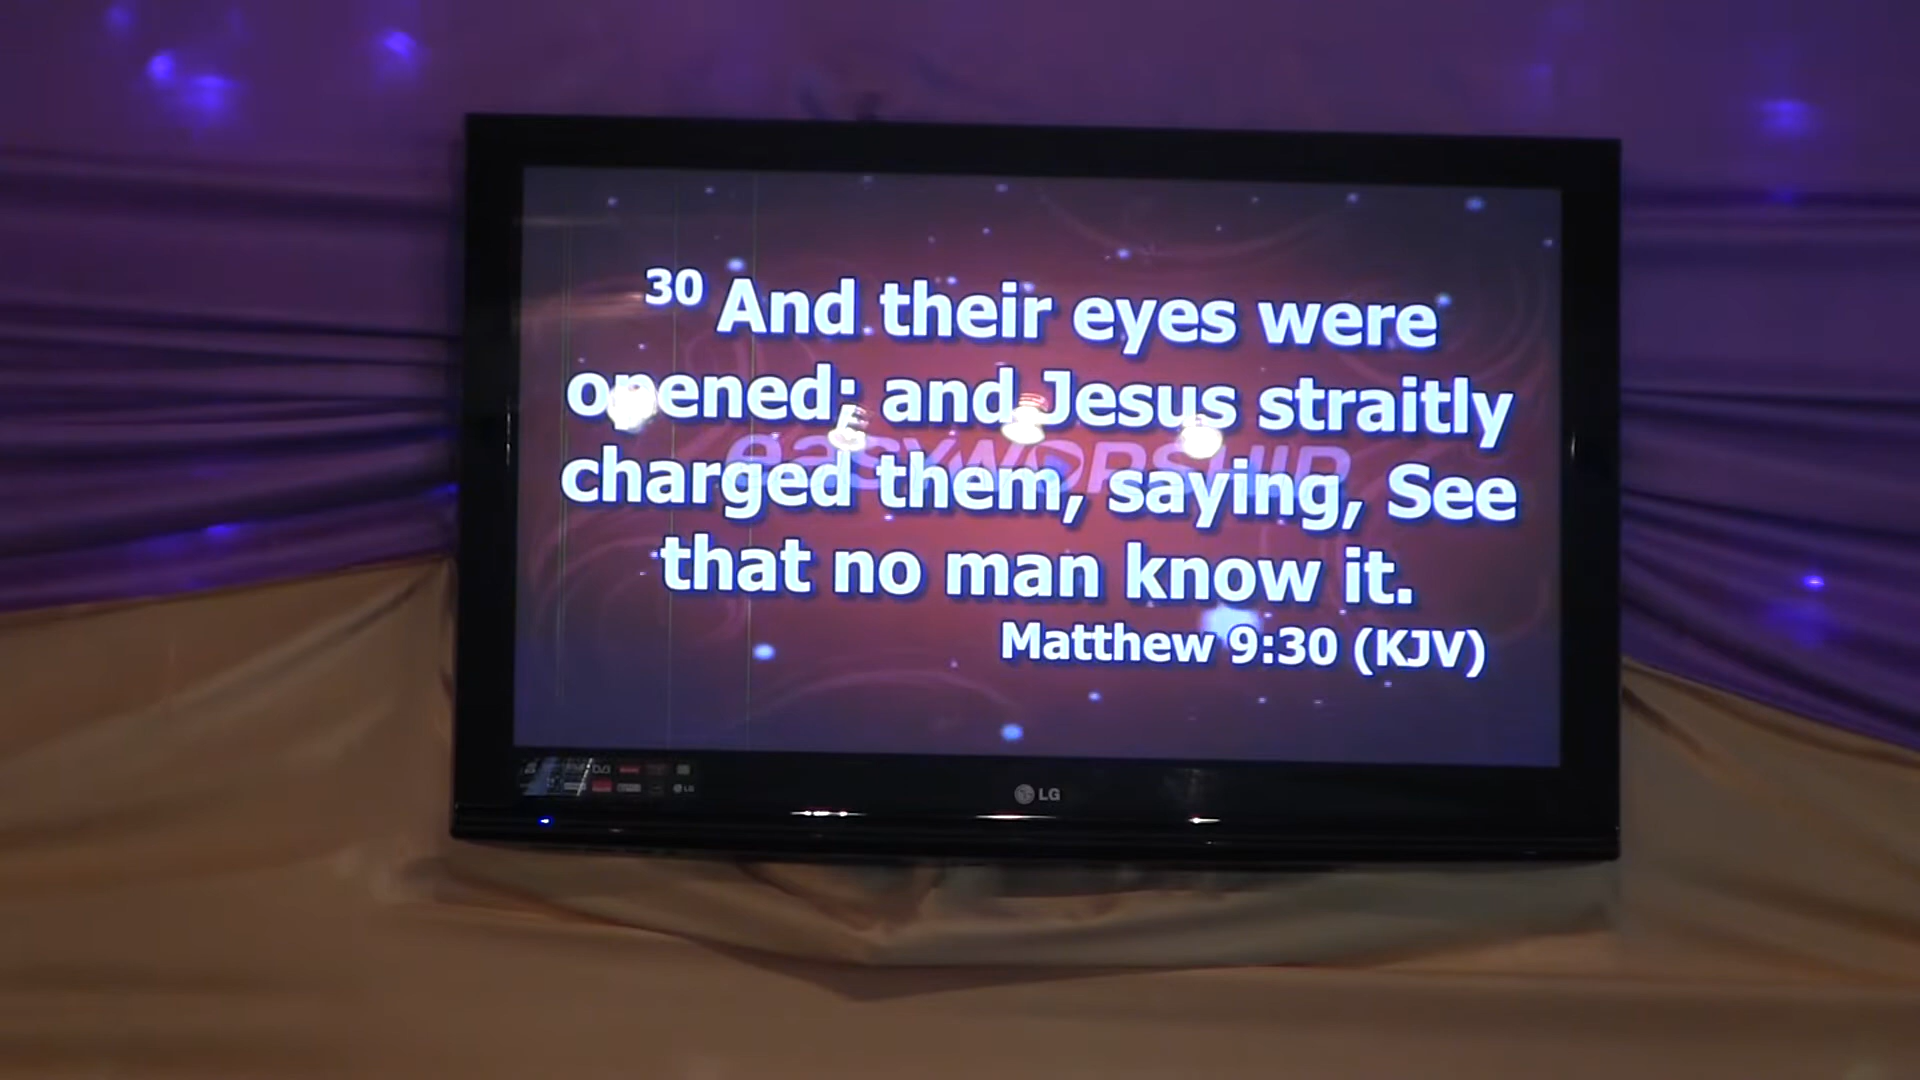 30 And their eyes were
opened; and Jesus straitly
easyworship
charged them, saying, See
that no man know it.
Matthew 9:30 (KJV)
LG